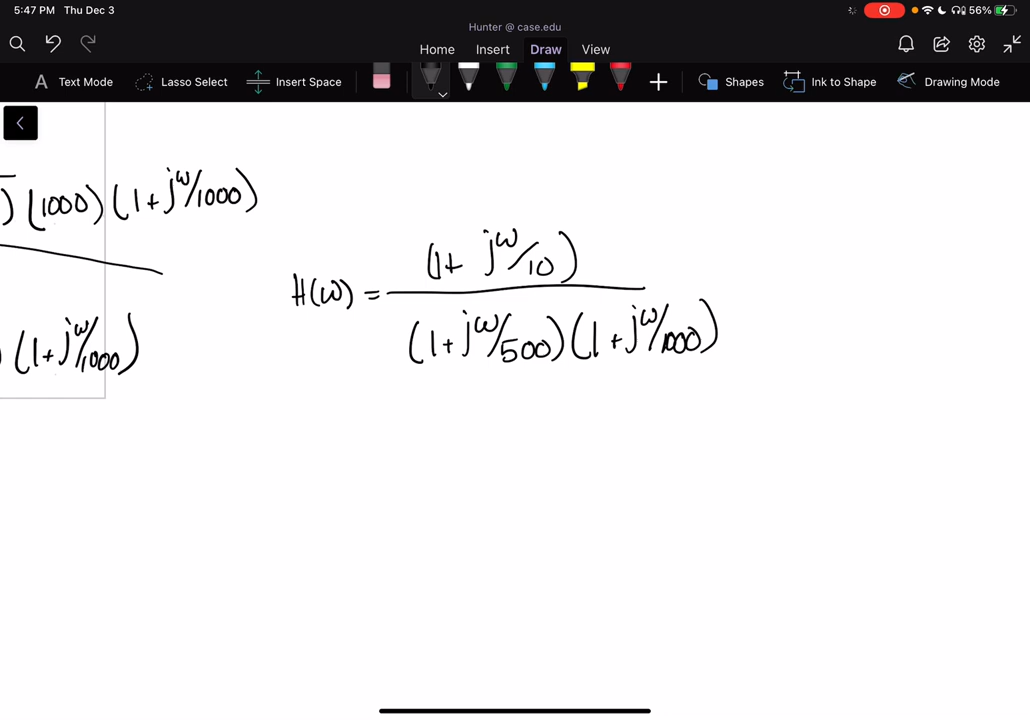 5:47 PM Thu Dec 3
56%
Hunter @ case.edu
Home Insert Draw View
Text Mode Lasso Select Insert Space Shapes Ink to Shape Drawing Mode
) (1000) (1 + jω/1000)
(1 + jω/1000)
(1 + jω/10)
H(ω) =
(1 + jω/500) (1 + jω/1000)